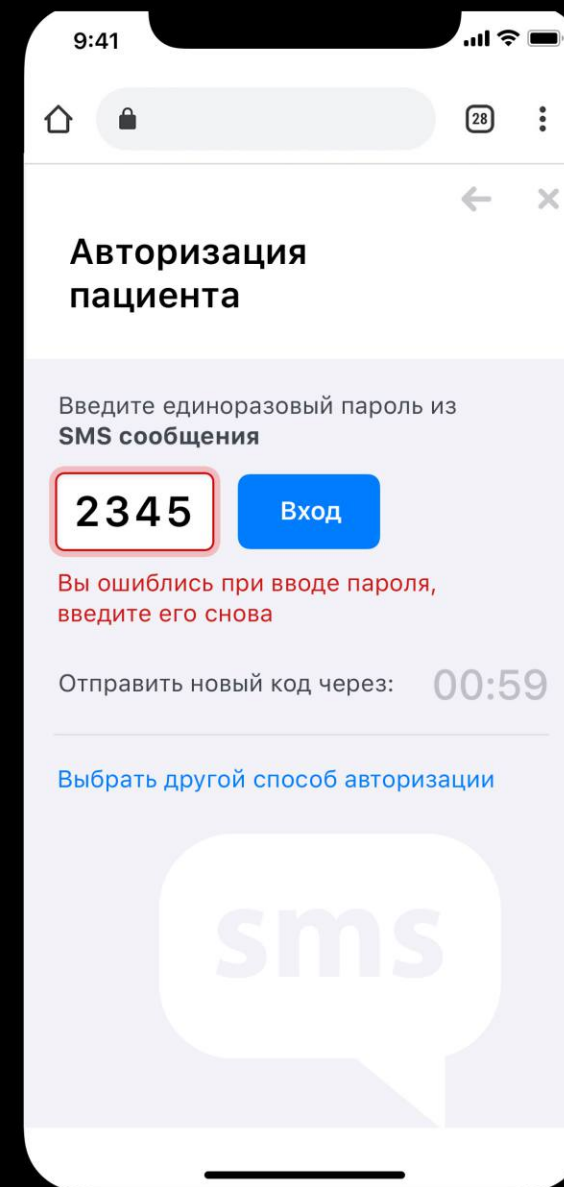 9:41
28
Авторизация
пациента
Введите единоразовый пароль из
SMS сообщения
2345 Вход
Вы ошиблись при вводе пароля,
введите его снова
Отправить новый код через: 00:59
Выбрать другой способ авторизации
sms